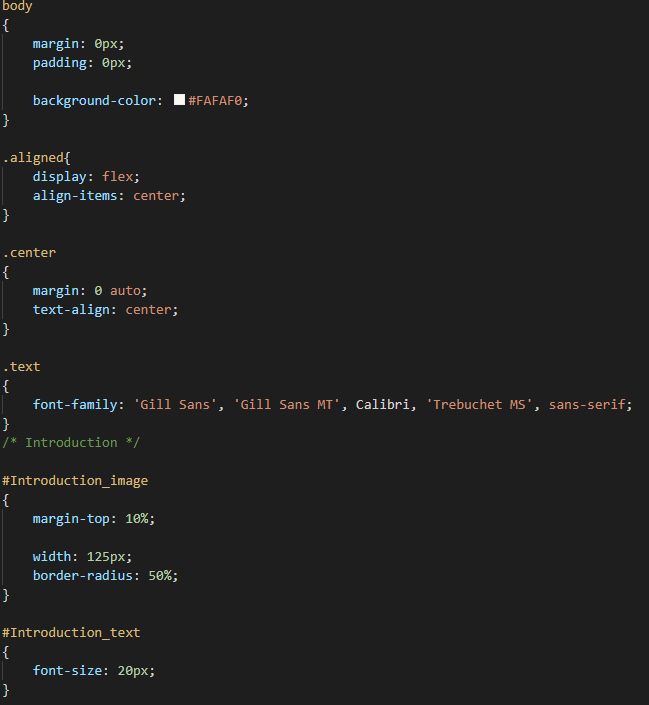 body
{
    margin: 0px;
    padding: 0px;

    background-color: #FAFAF0;
}

.aligned{
    display: flex;
    align-items: center;
}

.center
{
    margin: 0 auto;
    text-align: center;
}

.text
{
    font-family: 'Gill Sans', 'Gill Sans MT', Calibri, 'Trebuchet MS', sans-serif;
}
/* Introduction */

#Introduction_image
{
    margin-top: 10%;

    width: 125px;
    border-radius: 50%;
}

#Introduction_text
{
    font-size: 20px;
}